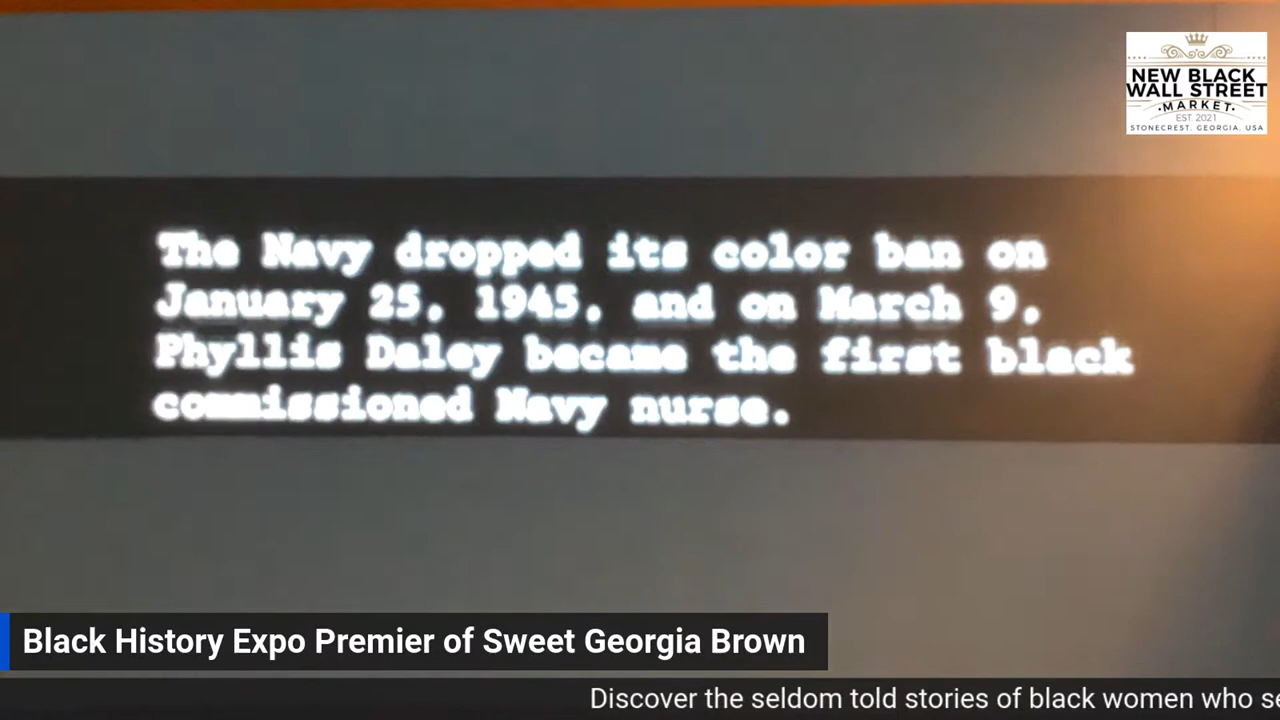 NEW BLACK
WALL STREET
·MARKET·
EST. 2021
STONECREST, GEORGIA, USA
The Navy dropped its color ban on
January 25, 1945, and on March 9,
Phyllis Daley became the first black
commissioned Navy nurse.
Black History Expo Premier of Sweet Georgia Brown
Discover the seldom told stories of black women who se